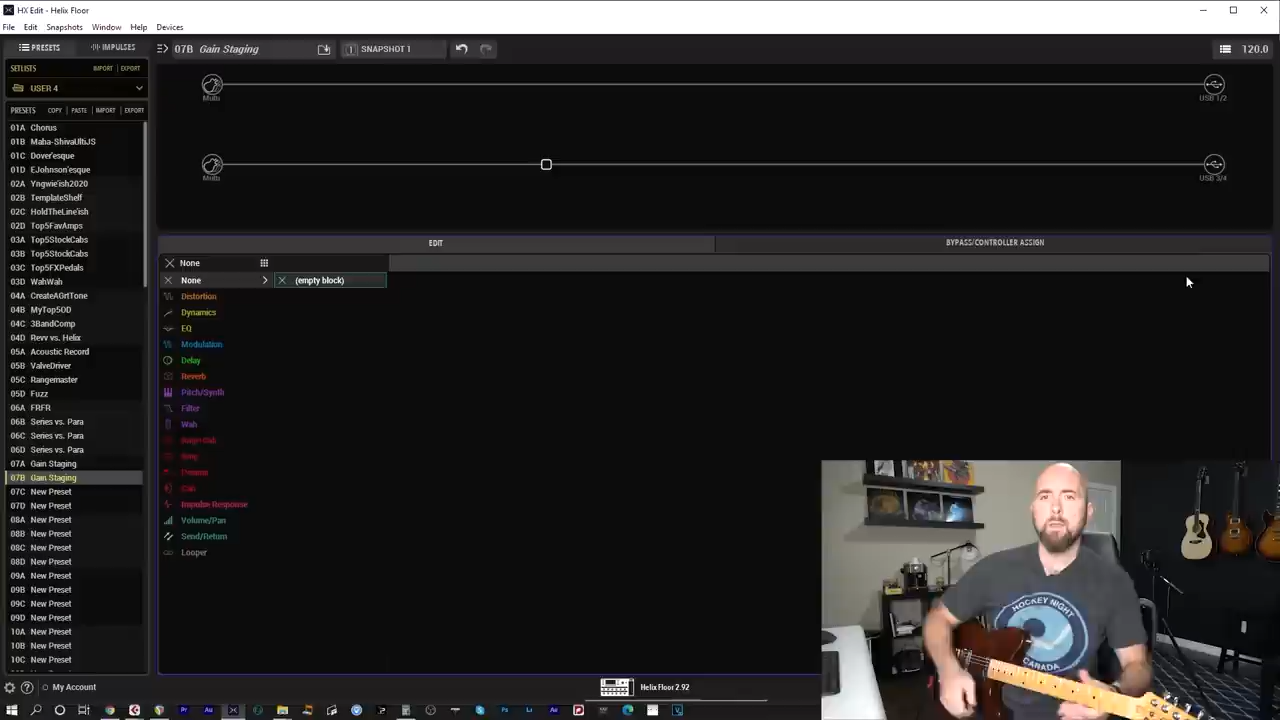 HX Edit - Helix Floor
File Edit Snapshots Window Help Devices
PRESETS IMPULSES
07B Gain Staging
1 SNAPSHOT 1
120.0
SETLISTS IMPORT EXPORT
USER 4
PRESETS COPY PASTE IMPORT EXPORT
01A Chorus
01B Maha-ShivaUltiJS
01C Dover'esque
01D EJohnson'esque
02A Yngwie'ish2020
02B TemplateShelf
02C HoldTheLine'ish
02D Top5FavAmps
03A Top5StockCabs
03B Top5StockCabs
03C Top5FXPedals
03D WahWah
04A CreateAGrtTone
04B MyTop5OD
04C 3BandComp
04D Revv vs. Helix
05A Acoustic Record
05B ValveDriver
05C Rangemaster
05D Fuzz
06A FRFR
06B Series vs. Para
06C Series vs. Para
06D Series vs. Para
07A Gain Staging
07B Gain Staging
07C New Preset
07D New Preset
08A New Preset
08B New Preset
08C New Preset
08D New Preset
09A New Preset
09B New Preset
09C New Preset
09D New Preset
10A New Preset
10B New Preset
10C New Preset
My Account
Multi
USB 1/2
Multi
USB 3/4
EDIT
BYPASS/CONTROLLER ASSIGN
None
None
(empty block)
Distortion
Dynamics
EQ
Modulation
Delay
Reverb
Pitch/Synth
Filter
Wah
Amp+Cab
Amp
Preamp
Cab
Impulse Response
Volume/Pan
Send/Return
Looper
Helix Floor 2.92
HOCKEY NIGHT
CANADA